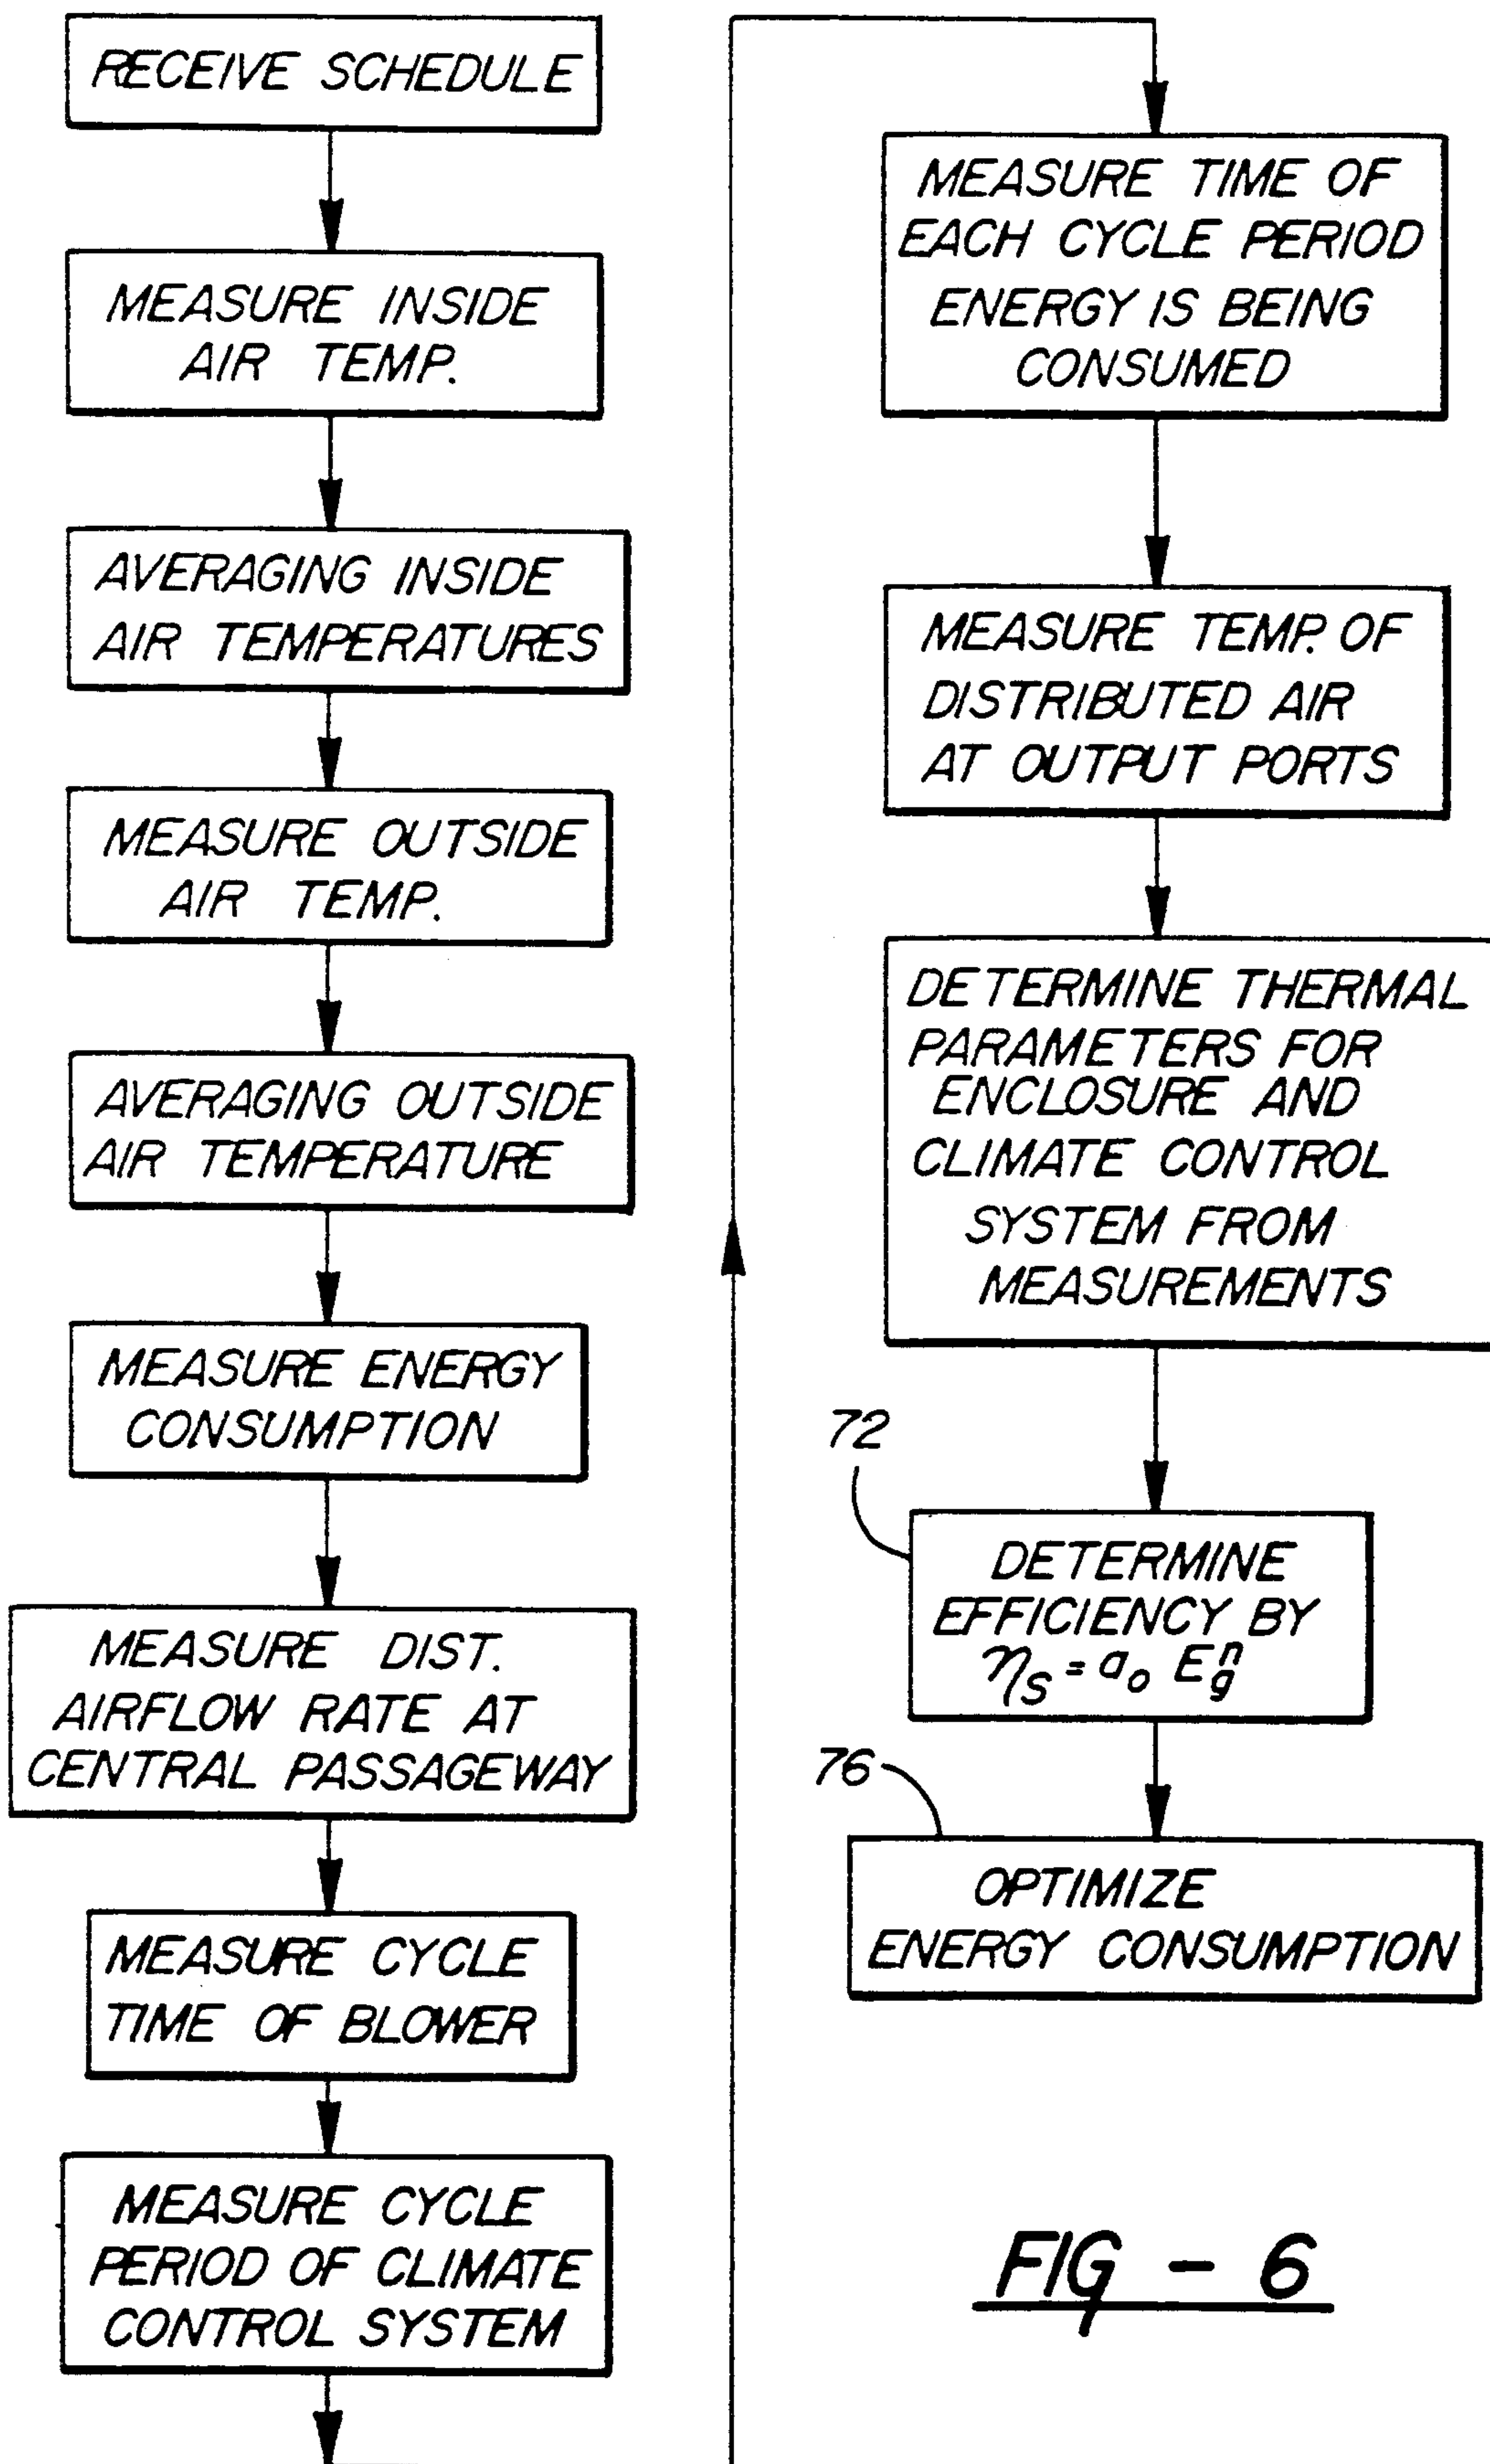 RECEIVE SCHEDULE
MEASURE INSIDE
AIR TEMP.
AVERAGING INSIDE
AIR TEMPERATURES
MEASURE OUTSIDE
AIR TEMP.
AVERAGING OUTSIDE
AIR TEMPERATURE
MEASURE ENERGY
CONSUMPTION
MEASURE DIST.
AIRFLOW RATE AT
CENTRAL PASSAGEWAY
MEASURE CYCLE
TIME OF BLOWER
MEASURE CYCLE
PERIOD OF CLIMATE
CONTROL SYSTEM
MEASURE TIME OF
EACH CYCLE PERIOD
ENERGY IS BEING
CONSUMED
MEASURE TEMP. OF
DISTRIBUTED AIR
AT OUTPUT PORTS
DETERMINE THERMAL
PARAMETERS FOR
ENCLOSURE AND
CLIMATE CONTROL
SYSTEM FROM
MEASUREMENTS
72
DETERMINE
EFFICIENCY BY
η_S = a_o E_g^n
76
OPTIMIZE
ENERGY CONSUMPTION
FIG - 6